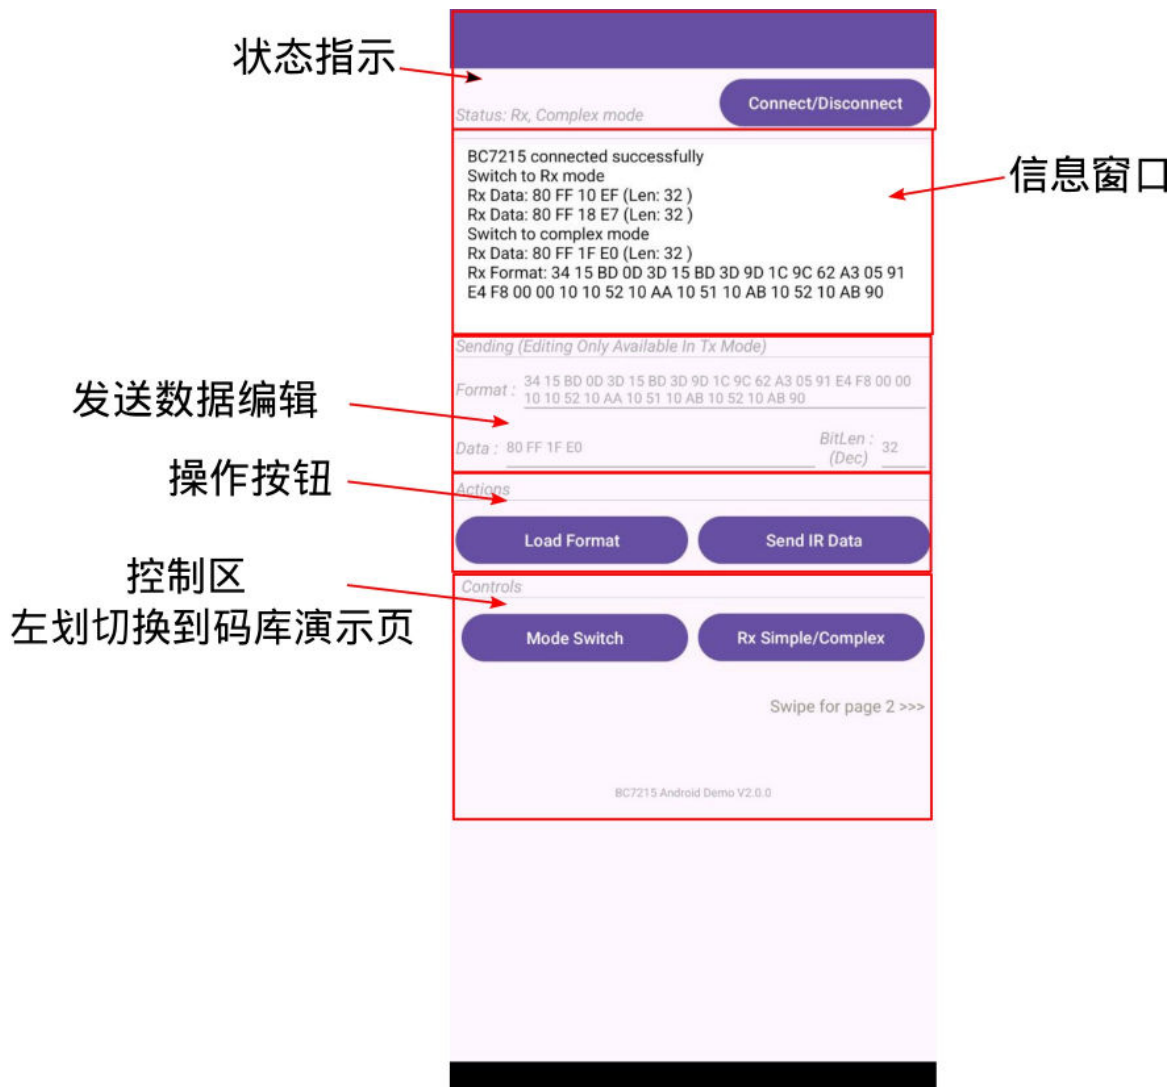 状态指示
Connect/Disconnect
Status: Rx, Complex mode
BC7215 connected successfully
Switch to Rx mode
Rx Data: 80 FF 10 EF (Len: 32 )
Rx Data: 80 FF 18 E7 (Len: 32 )
Switch to complex mode
Rx Data: 80 FF 1F E0 (Len: 32 )
Rx Format: 34 15 BD 0D 3D 15 BD 3D 9D 1C 9C 62 A3 05 91
E4 F8 00 00 10 10 52 10 AA 10 51 10 AB 10 52 10 AB 90
信息窗口
Sending (Editing Only Available In Tx Mode)
发送数据编辑
Format : 34 15 BD 0D 3D 15 BD 3D 9D 1C 9C 62 A3 05 91 E4 F8 00 00
10 10 52 10 AA 10 51 10 AB 10 52 10 AB 90
Data : 80 FF 1F E0
BitLen :
(Dec) 32
操作按钮
Actions
Load Format
Send IR Data
控制区
左划切换到码库演示页
Controls
Mode Switch
Rx Simple/Complex
Swipe for page 2 >>>
BC7215 Android Demo V2.0.0